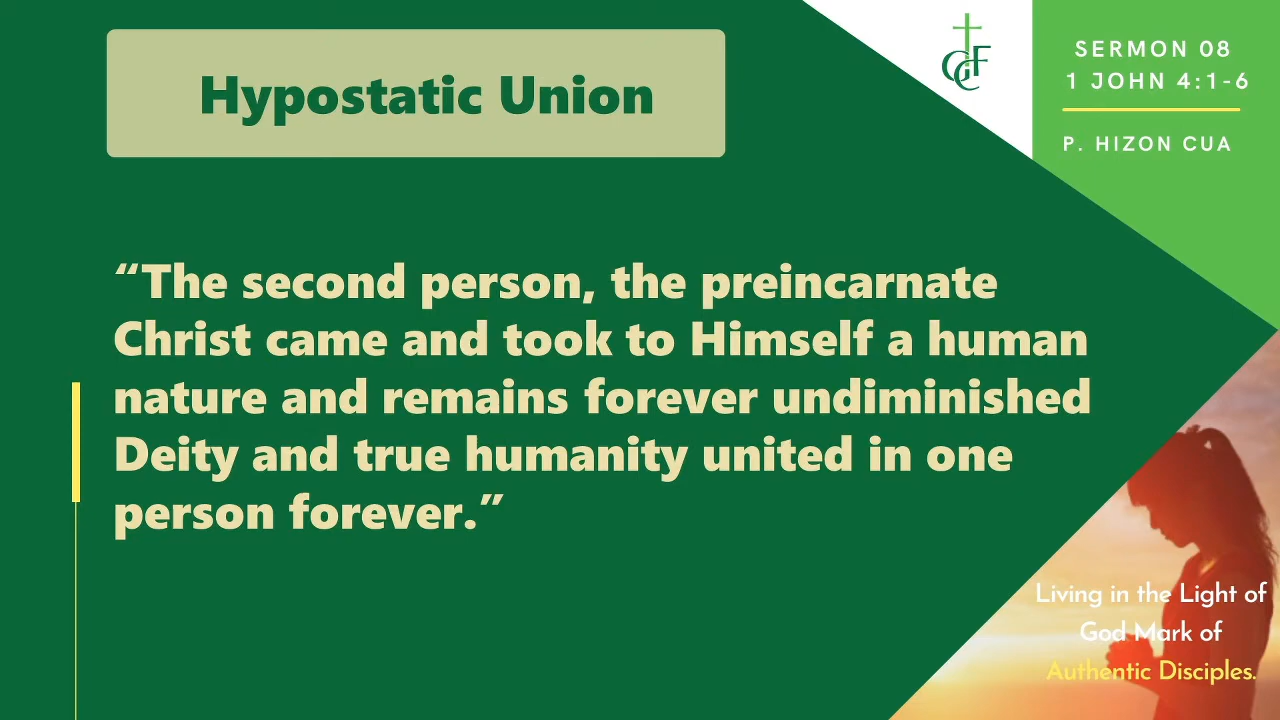 Hypostatic Union
GCF
SERMON 08
1 JOHN 4:1-6
P. HIZON CUA
“The second person, the preincarnate
Christ came and took to Himself a human
nature and remains forever undiminished
Deity and true humanity united in one
person forever.”
Living in the Light of
God Mark of
Authentic Disciples.